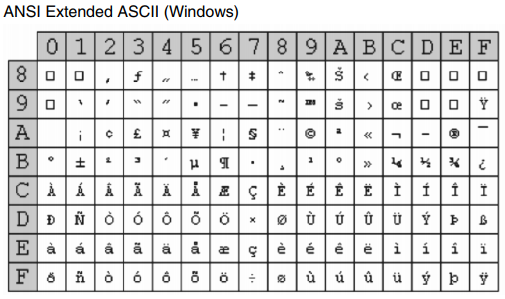 ANSI Extended ASCII (Windows)
0 1 2 3 4 5 6 7 8 9 A B C D E F
8 □ □ ‚ ƒ „ … † ‡ ˆ ‰ Š ‹ Œ □ □ □
9 □ ‘ ’ “ ” • – — ˜ ™ š › œ □ □ Ÿ
A ¡ ¢ £ ¤ ¥ ¦ § ¨ © ª « ¬ - ® ¯
B ° ± ² ³ ´ µ ¶ · ¸ ¹ º » ¼ ½ ¾ ¿
C À Á Â Ã Ä Å Æ Ç È É Ê Ë Ì Í Î Ï
D Ð Ñ Ò Ó Ô Õ Ö × Ø Ù Ú Û Ü Ý Þ ß
E à á â ã ä å æ ç è é ê ë ì í î ï
F ð ñ ò ó ô õ ö ÷ ø ù ú û ü ý þ ÿ